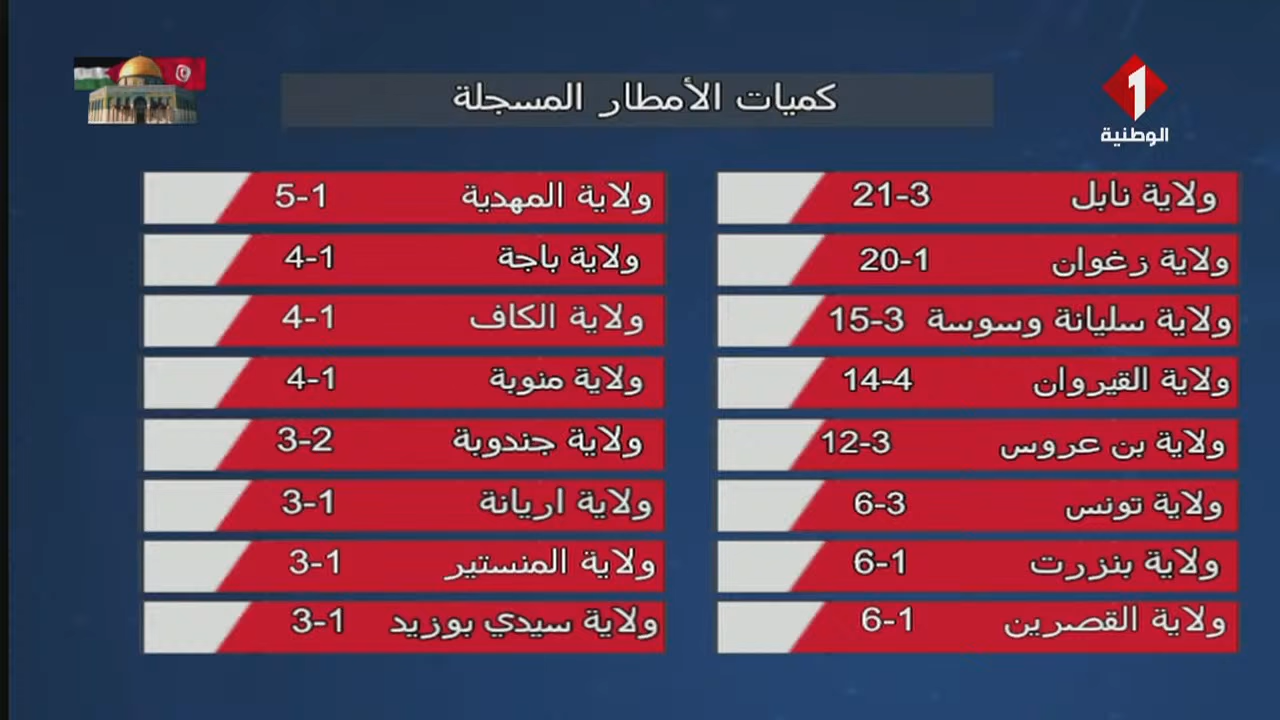 كميات الأمطار المسجلة
1
الوطنية
ولاية نابل 21-3
ولاية زغوان 20-1
ولاية سليانة وسوسة 15-3
ولاية القيروان 14-4
ولاية بن عروس 12-3
ولاية تونس 6-3
ولاية بنزرت 6-1
ولاية القصرين 6-1
ولاية المهدية 5-1
ولاية باجة 4-1
ولاية الكاف 4-1
ولاية منوبة 4-1
ولاية جندوبة 3-2
ولاية اريانة 3-1
ولاية المنستير 3-1
ولاية سيدي بوزيد 3-1